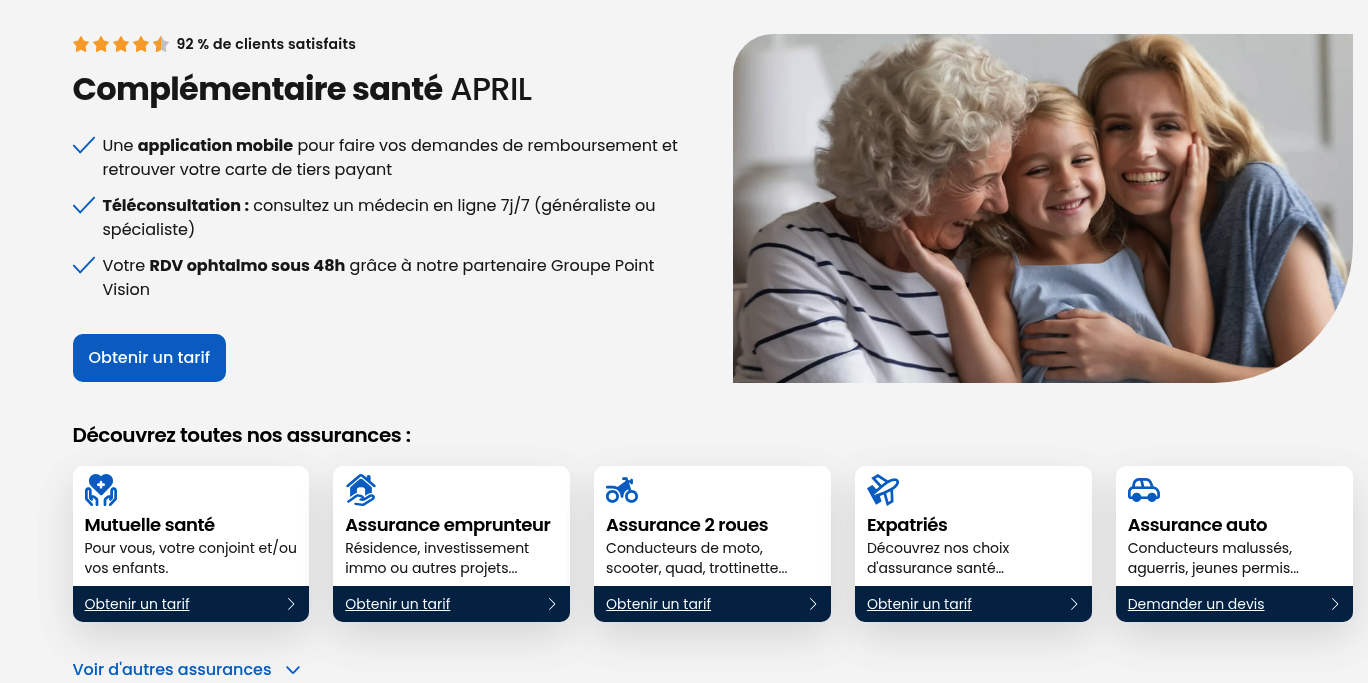 92 % de clients satisfaits
Complémentaire santé APRIL
Une application mobile pour faire vos demandes de remboursement et
retrouver votre carte de tiers payant
Téléconsultation : consultez un médecin en ligne 7j/7 (généraliste ou
spécialiste)
Votre RDV ophtalmo sous 48h grâce à notre partenaire Groupe Point
Vision
Obtenir un tarif
Découvrez toutes nos assurances :
Mutuelle santé
Pour vous, votre conjoint et/ou
vos enfants.
Obtenir un tarif
Assurance emprunteur
Résidence, investissement
immo ou autres projets...
Obtenir un tarif
Assurance 2 roues
Conducteurs de moto,
scooter, quad, trottinette...
Obtenir un tarif
Expatriés
Découvrez nos choix
d'assurance santé...
Obtenir un tarif
Assurance auto
Conducteurs malussés,
aguerris, jeunes permis...
Demander un devis
Voir d'autres assurances